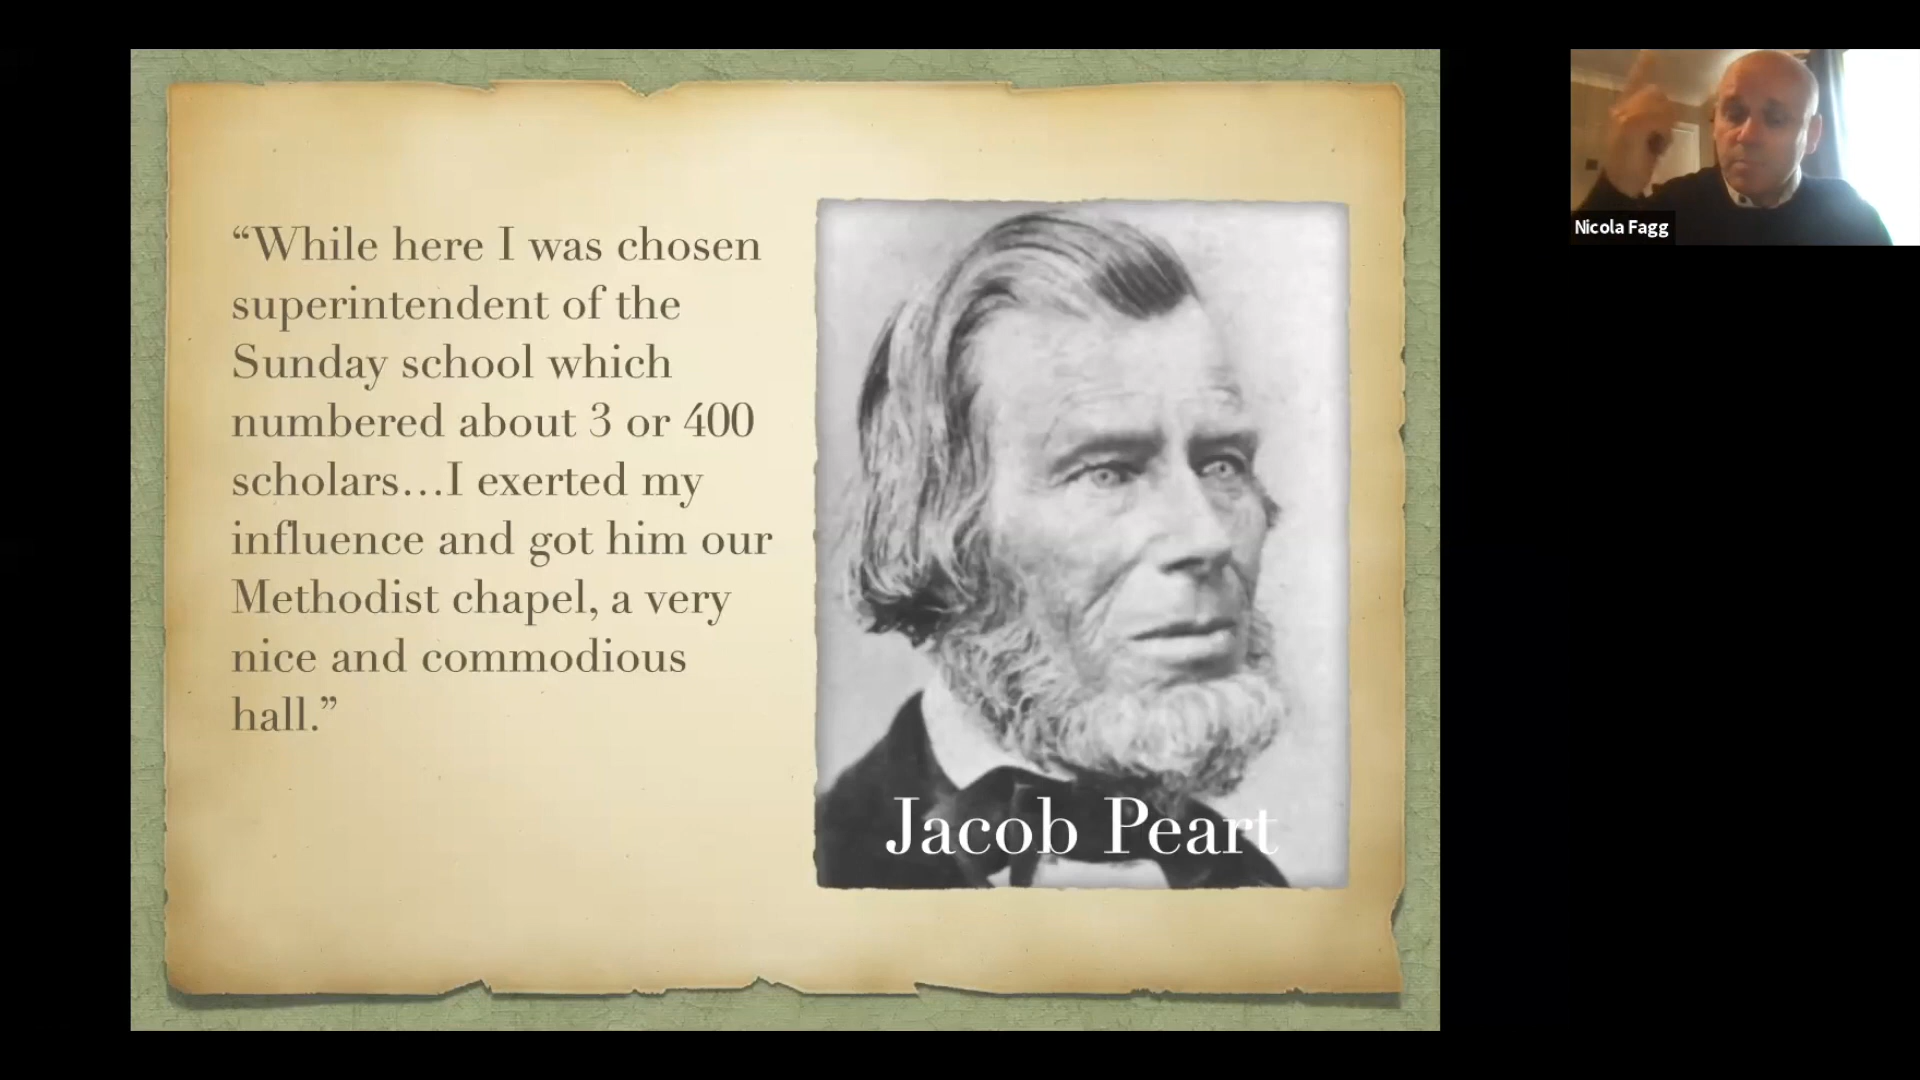 “While here I was chosen
superintendent of the
Sunday school which
numbered about 3 or 400
scholars...I exerted my
influence and got him our
Methodist chapel, a very
nice and commodious
hall.”
Jacob Peart
Nicola Fagg